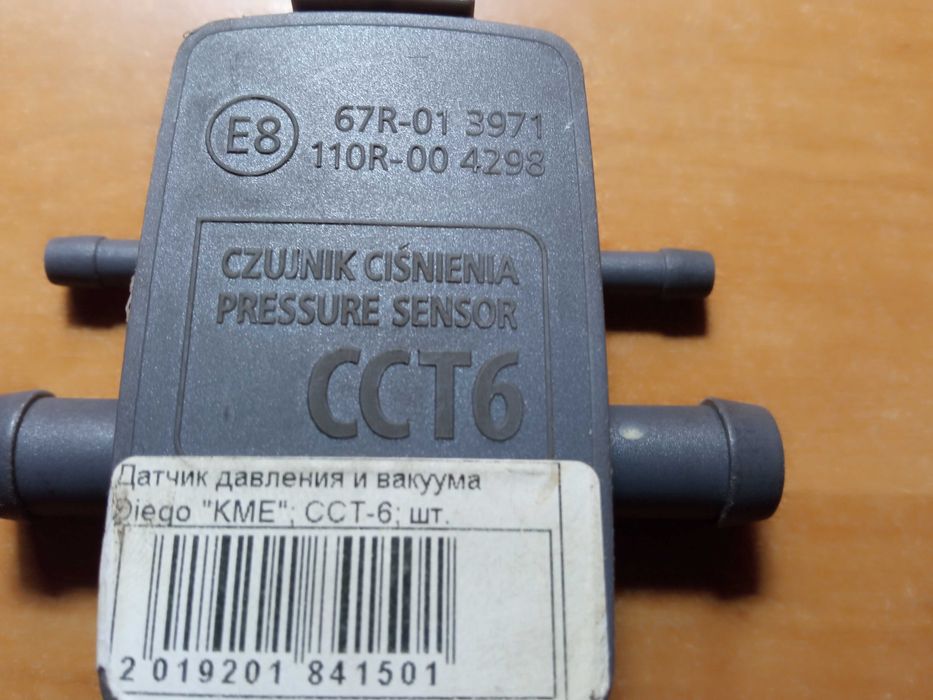 E8
67R-01 3971
110R-00 4298
CZUJNIK CIŚNIENIA
PRESSURE SENSOR
CCT6
Датчик давления и вакуума
Diego "KME"; CCT-6; шт.
2 019201 841501